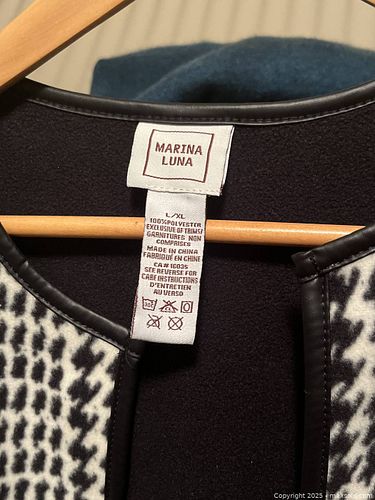 MARINA
LUNA
L/XL
100%POLYESTER
EXCLUSIVE OF TRIMS/
GARNITURES NON
COMPRISES
MADE IN CHINA
FABRIQUÉ EN CHINE
CA# 16035
SEE REVERSE FOR
CARE INSTRUCTIONS
D'ENTRETIEN
AU VERSO
Copyright 2025 - maxsold.com